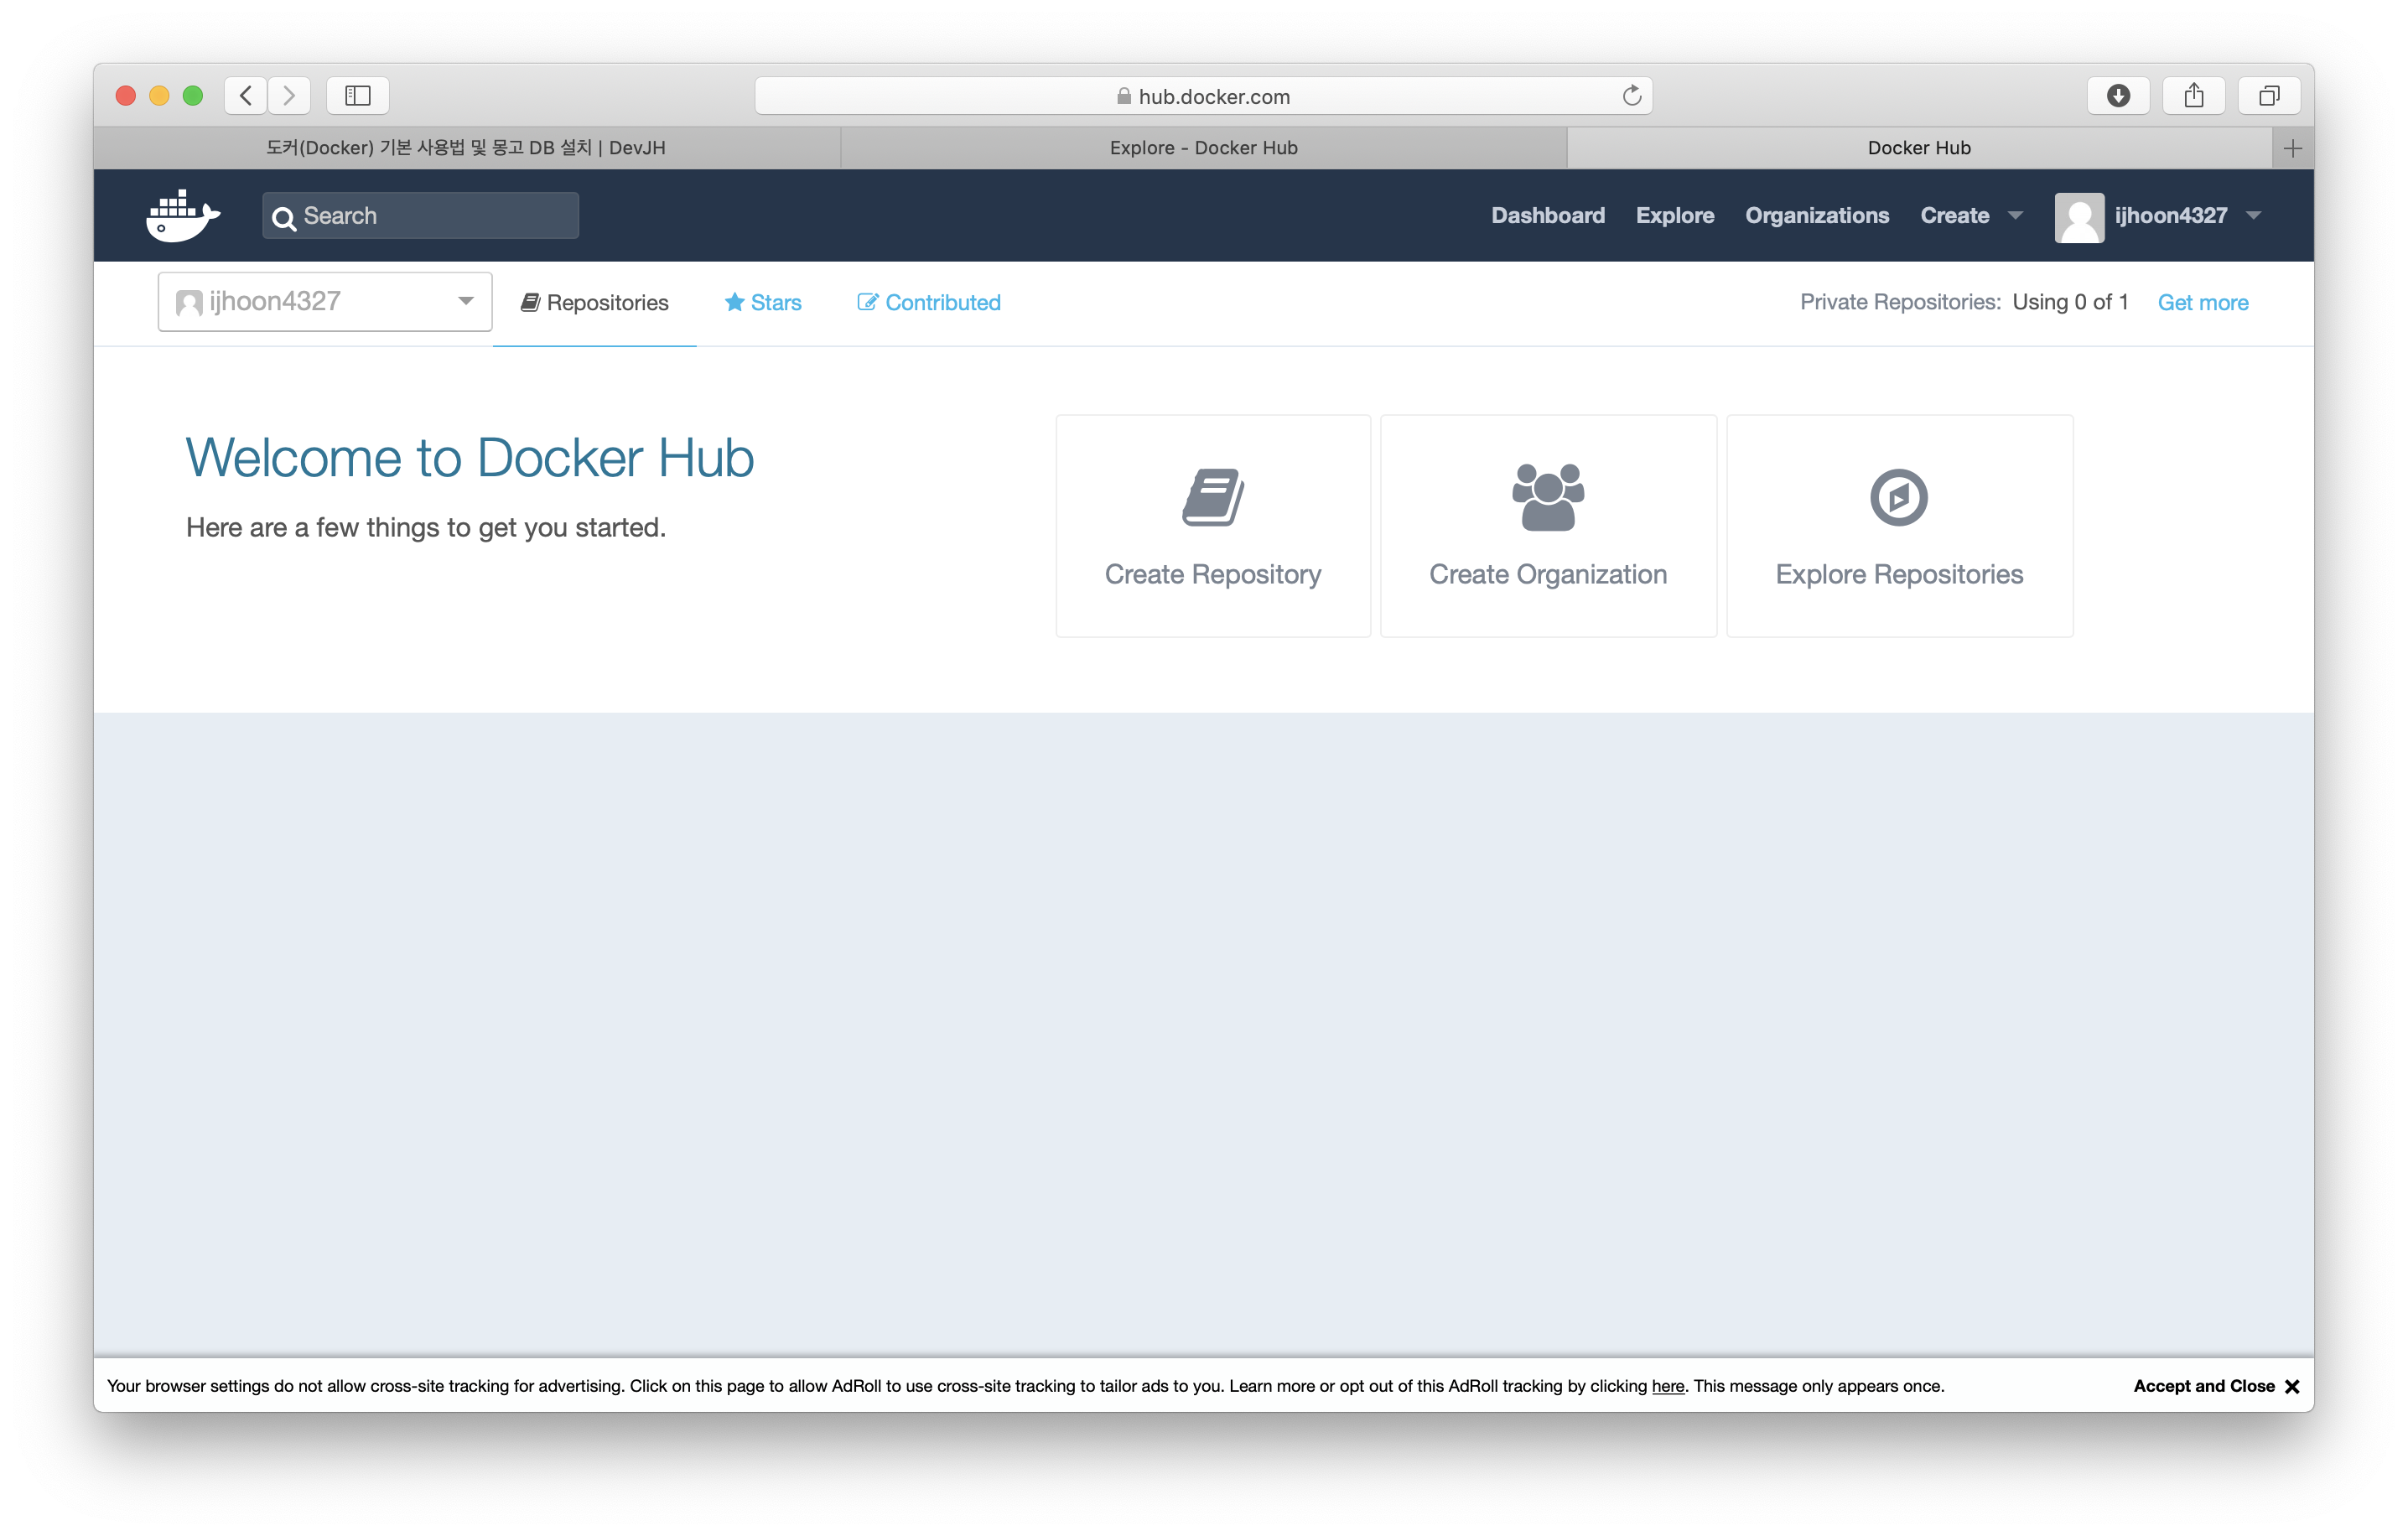 hub.docker.com
도커(Docker) 기본 사용법 및 몽고 DB 설치 | DevJH
Explore - Docker Hub
Docker Hub
Search
Dashboard
Explore
Organizations
Create
ijhoon4327
ijhoon4327
Repositories
Stars
Contributed
Private Repositories: Using 0 of 1
Get more
Welcome to Docker Hub
Here are a few things to get you started.
Create Repository
Create Organization
Explore Repositories
Your browser settings do not allow cross-site tracking for advertising. Click on this page to allow AdRoll to use cross-site tracking to tailor ads to you. Learn more or opt out of this AdRoll tracking by clicking here. This message only appears once.
Accept and Close